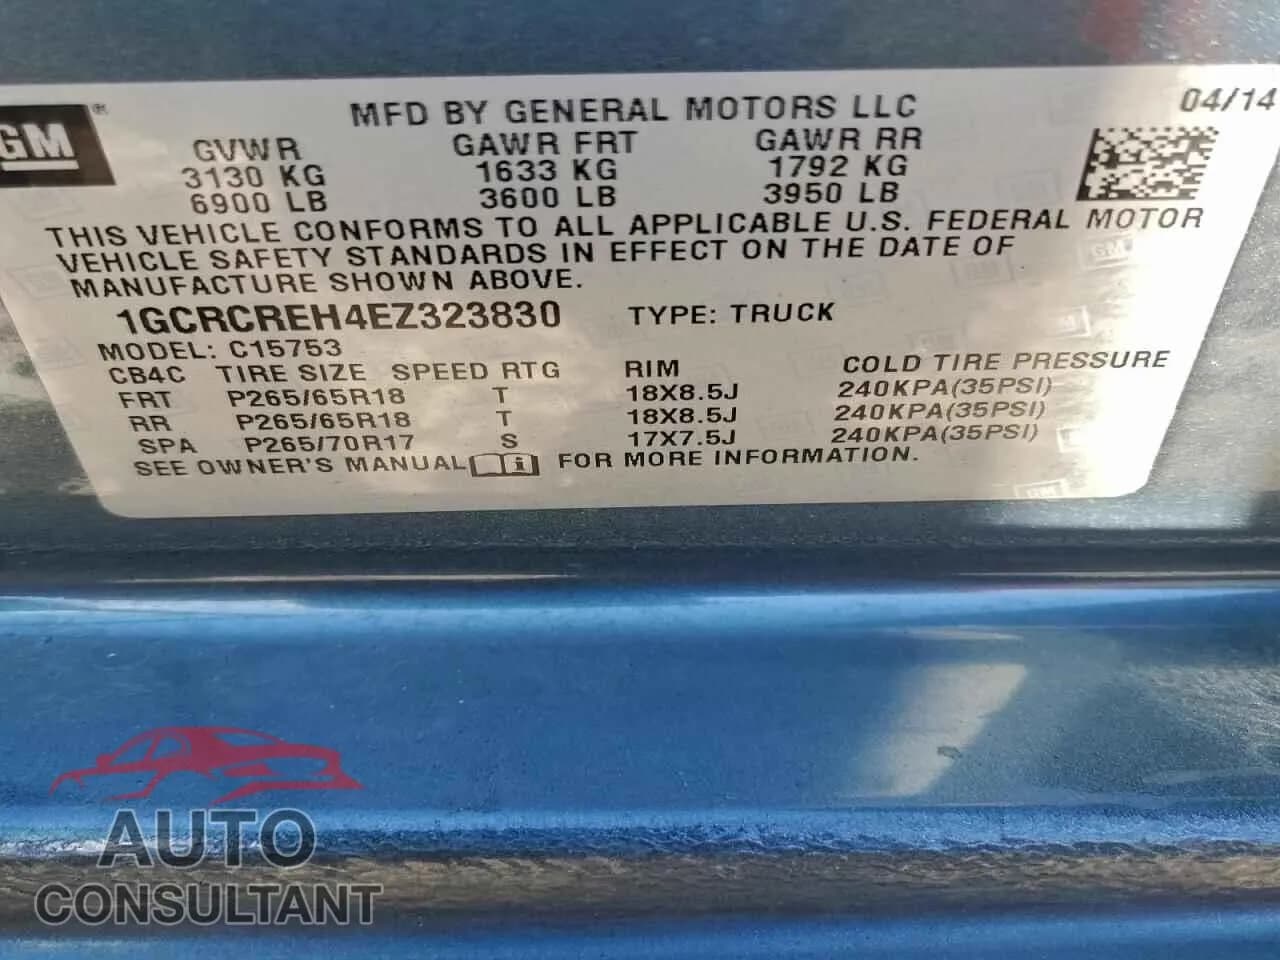 GM®
MFD BY GENERAL MOTORS LLC 04/14
GVWR GAWR FRT GAWR RR
3130 KG 1633 KG 1792 KG
6900 LB 3600 LB 3950 LB
THIS VEHICLE CONFORMS TO ALL APPLICABLE U.S. FEDERAL MOTOR
VEHICLE SAFETY STANDARDS IN EFFECT ON THE DATE OF
MANUFACTURE SHOWN ABOVE.
1GCRCREH4EZ323830 TYPE: TRUCK
MODEL: C15753
CB4C TIRE SIZE SPEED RTG RIM COLD TIRE PRESSURE
FRT P265/65R18 T 18X8.5J 240KPA(35PSI)
RR P265/65R18 T 18X8.5J 240KPA(35PSI)
SPA P265/70R17 S 17X7.5J 240KPA(35PSI)
SEE OWNER'S MANUAL i FOR MORE INFORMATION.
AUTO
CONSULTANT